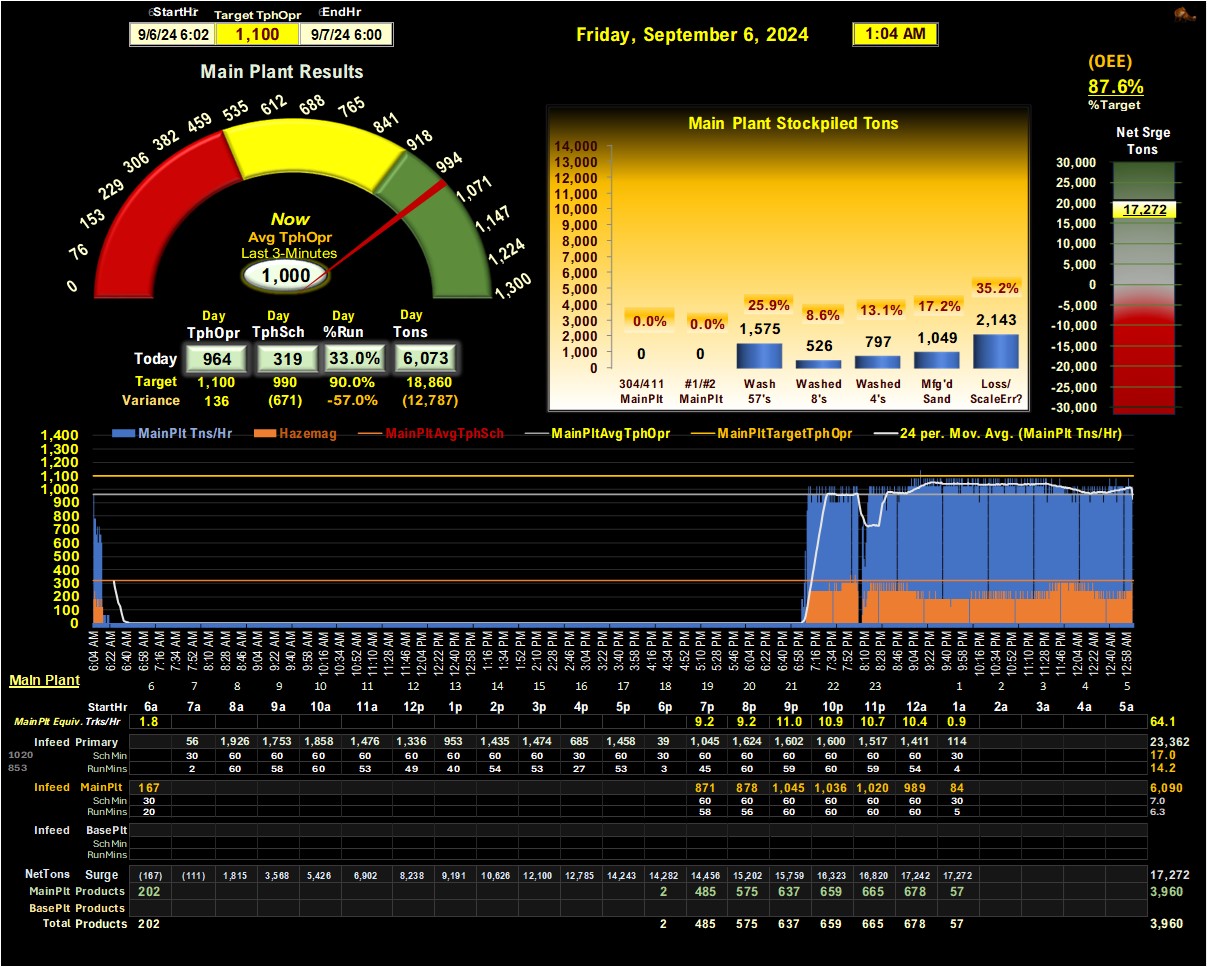 StartHr Target TphOpr EndHr
9/6/24 6:02 1,100 9/7/24 6:00
Friday, September 6, 2024 1:04 AM
(OEE)
87.6%
%Target
Main Plant Results
0 76 153 229 306 382 459 535 612 688 765 841 918 994 1,071 1,147 1,224 1,300
Now
Avg TphOpr
Last 3-Minutes
1,000
Day Day Day Day
TphOpr TphSch %Run Tons
Today 964 319 33.0% 6,073
Target 1,100 990 90.0% 18,860
Variance 136 (671) -57.0% (12,787)
Main Plant Stockpiled Tons
14,000
13,000
12,000
11,000
10,000
9,000
8,000
7,000
6,000
5,000
4,000
3,000
2,000
1,000
0
0.0% 0.0% 25.9% 8.6% 13.1% 17.2% 35.2%
0 0 1,575 526 797 1,049 2,143
304/411 #1/#2 Wash Washed Washed Mfg'd Loss/
MainPlt MainPlt 57's 8's 4's Sand ScaleErr?
Net Srge
Tons
30,000
25,000
20,000
17,272
15,000
10,000
5,000
0
-5,000
-10,000
-15,000
-20,000
-25,000
-30,000
MainPlt Tns/Hr Hazemag MainPltAvgTphSch MainPltAvgTphOpr MainPltTargetTphOpr 24 per. Mov. Avg. (MainPlt Tns/Hr)
1,400
1,300
1,200
1,100
1,000
900
800
700
600
500
400
300
200
100
0
6:04 AM 6:22 AM 6:40 AM 6:58 AM 7:16 AM 7:34 AM 7:52 AM 8:10 AM 8:28 AM 8:46 AM 9:04 AM 9:22 AM 9:40 AM 9:58 AM 10:16 AM 10:34 AM 10:52 AM 11:10 AM 11:28 AM 11:46 AM 12:04 PM 12:22 PM 12:40 PM 12:58 PM 1:16 PM 1:34 PM 1:52 PM 2:10 PM 2:28 PM 2:46 PM 3:04 PM 3:22 PM 3:40 PM 3:58 PM 4:16 PM 4:34 PM 4:52 PM 5:10 PM 5:28 PM 5:46 PM 6:04 PM 6:22 PM 6:40 PM 6:58 PM 7:16 PM 7:34 PM 7:52 PM 8:10 PM 8:28 PM 8:46 PM 9:04 PM 9:22 PM 9:40 PM 9:58 PM 10:16 PM 10:34 PM 10:52 PM 11:10 PM 11:28 PM 11:46 PM 12:04 AM 12:22 AM 12:40 AM 12:58 AM
Main Plant 6 7 8 9 10 11 12 13 14 15 16 17 18 19 20 21 22 23 1 2 3 4 5
StartHr 6a 7a 8a 9a 10a 11a 12p 1p 2p 3p 4p 5p 6p 7p 8p 9p 10p 11p 12a 1a 2a 3a 4a 5a
MainPlt Equiv. Trks/Hr 1.8 9.2 9.2 11.0 10.9 10.7 10.4 0.9 64.1
Infeed Primary 56 1,926 1,753 1,858 1,476 1,336 953 1,435 1,474 685 1,458 39 1,045 1,624 1,602 1,600 1,517 1,411 114 23,362
1020 Sch Min 30 60 60 60 60 60 60 60 60 30 60 30 60 60 60 60 60 60 30 17.0
853 RunMins 2 60 58 60 53 49 40 54 53 27 53 3 45 60 59 60 59 54 4 14.2
Infeed MainPlt 167 871 878 1,045 1,036 1,020 989 84 6,090
Sch Min 30 60 60 60 60 60 60 30 7.0
RunMins 20 58 56 60 60 60 60 5 6.3
Infeed BasePlt
Sch Min
RunMins
NetTons Surge (167) (111) 1,815 3,568 5,426 6,902 8,238 9,191 10,626 12,100 12,785 14,243 14,282 14,456 15,202 15,759 16,323 16,820 17,242 17,272 17,272
MainPlt Products 202 2 485 575 637 659 665 678 57 3,960
BasePlt Products
Total Products 202 2 485 575 637 659 665 678 57 3,960